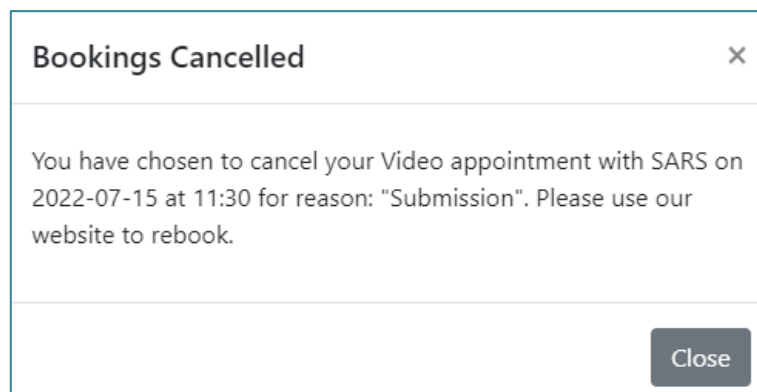 Bookings Cancelled ×
You have chosen to cancel your Video appointment with SARS on
2022-07-15 at 11:30 for reason: "Submission". Please use our
website to rebook.
Close